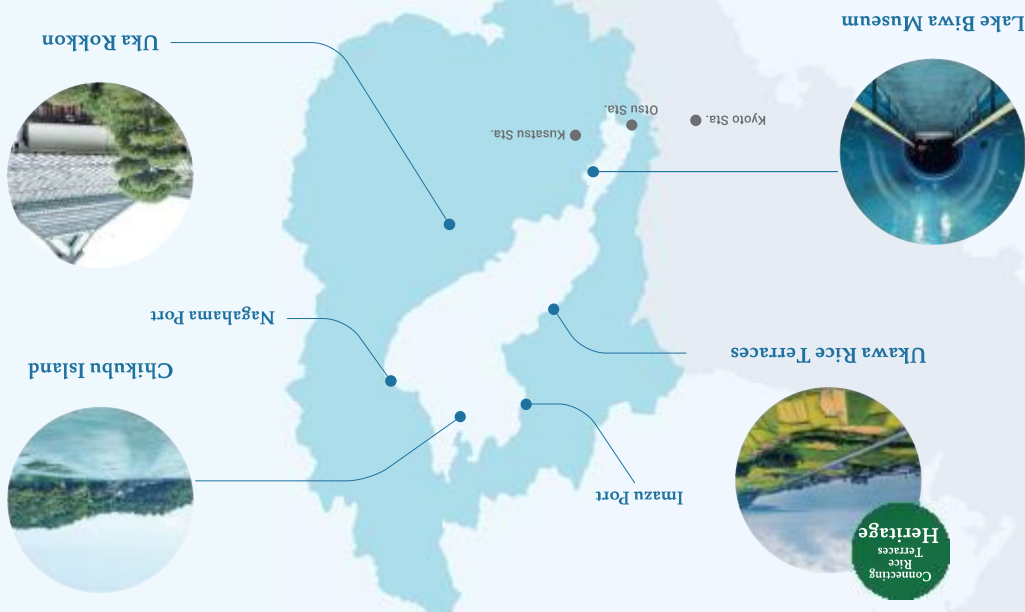 Connecting
Rice
Terraces
Heritage
Imazu Port
Chikubu Island
Ukawa Rice Terraces
Nagahama Port
Kusatsu Sta.
Otsu Sta.
Kyoto Sta.
Lake Biwa Museum
Uka Rokkon